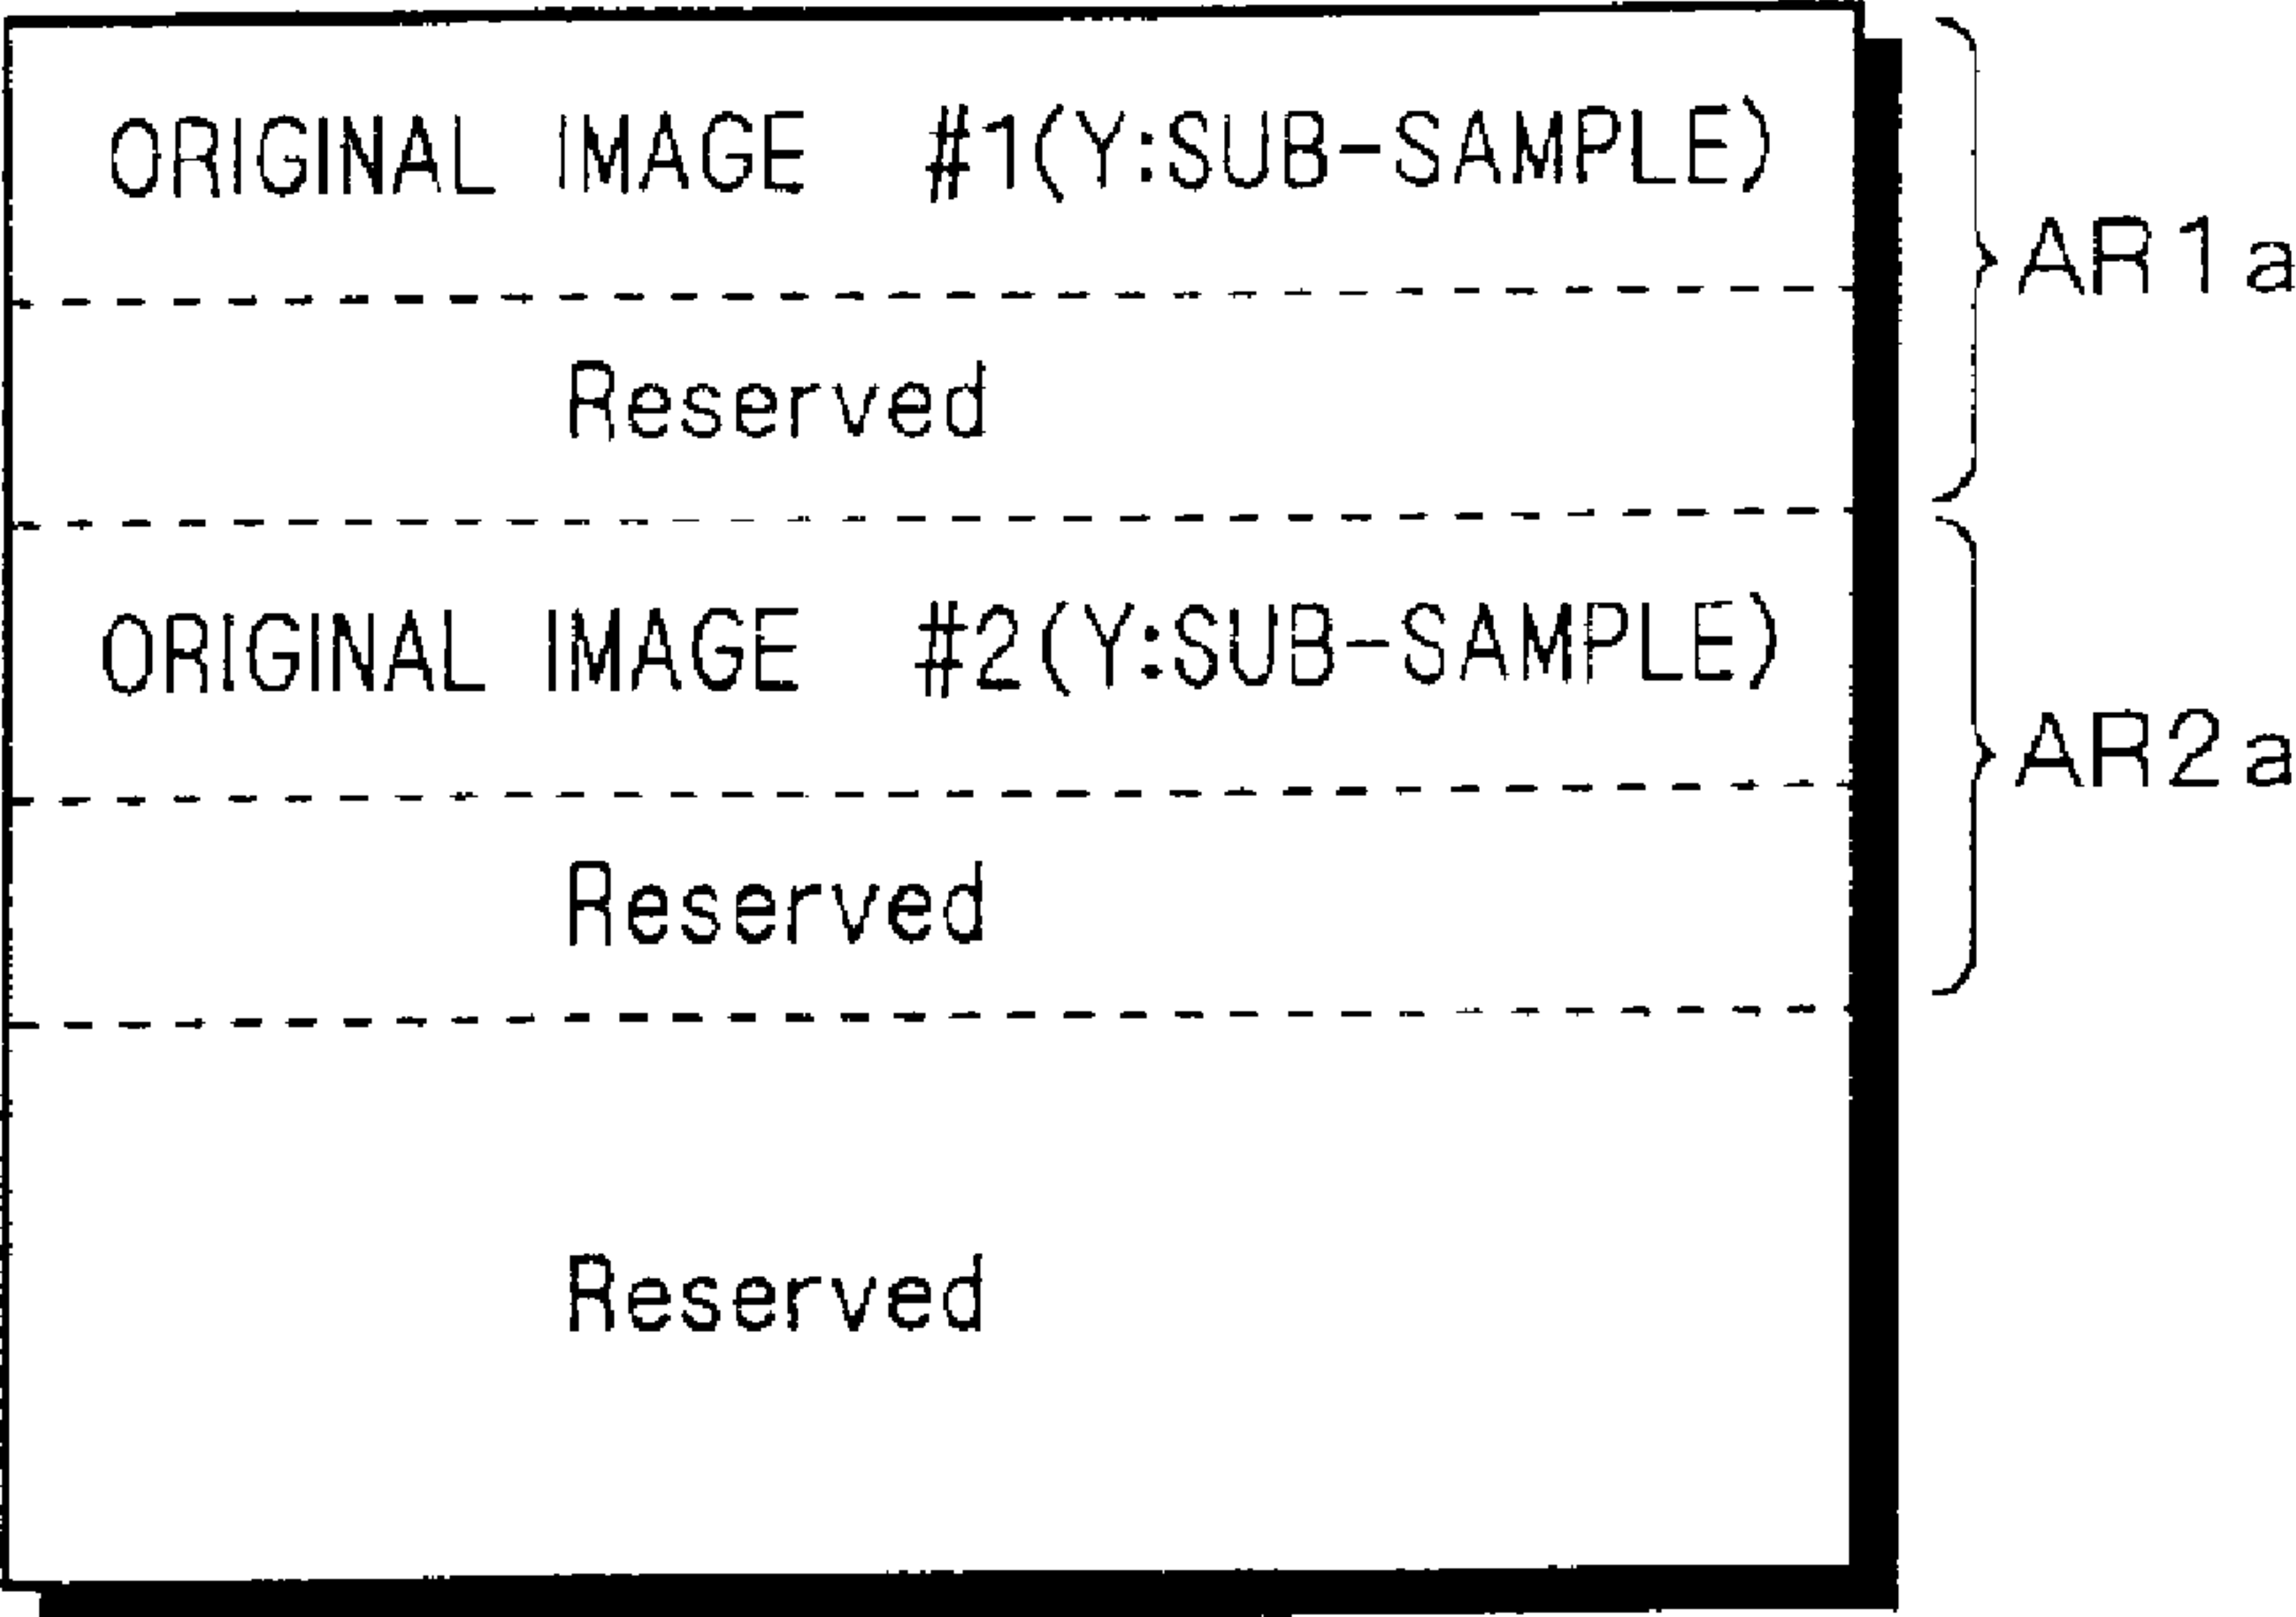 ORIGINAL IMAGE #1(Y:SUB-SAMPLE)
AR1a
Reserved
ORIGINAL IMAGE #2(Y:SUB-SAMPLE)
AR2a
Reserved
Reserved